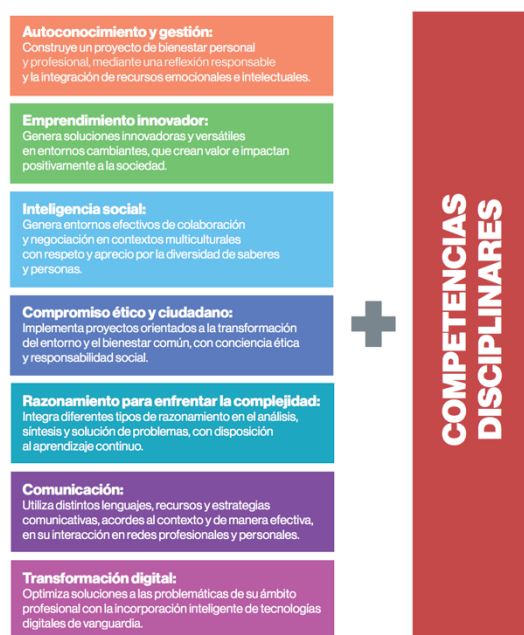 Autoconocimiento y gestión:
Construye un proyecto de bienestar personal
y profesional, mediante una reflexión responsable
y la integración de recursos emocionales e intelectuales.
Emprendimiento innovador:
Genera soluciones innovadoras y versátiles
en entornos cambiantes, que crean valor e impactan
positivamente a la sociedad.
Inteligencia social:
Genera entornos efectivos de colaboración
y negociación en contextos multiculturales
con respeto y aprecio por la diversidad de saberes
y personas.
Compromiso ético y ciudadano:
Implementa proyectos orientados a la transformación
del entorno y el bienestar común, con conciencia ética
y responsabilidad social.
Razonamiento para enfrentar la complejidad:
Integra diferentes tipos de razonamiento en el análisis,
síntesis y solución de problemas, con disposición
al aprendizaje continuo.
Comunicación:
Utiliza distintos lenguajes, recursos y estrategias
comunicativas, acordes al contexto y de manera efectiva,
en su interacción en redes profesionales y personales.
Transformación digital:
Optimiza soluciones a las problemáticas de su ámbito
profesional con la incorporación inteligente de tecnologías
digitales de vanguardia.
COMPETENCIAS
DISCIPLINARES